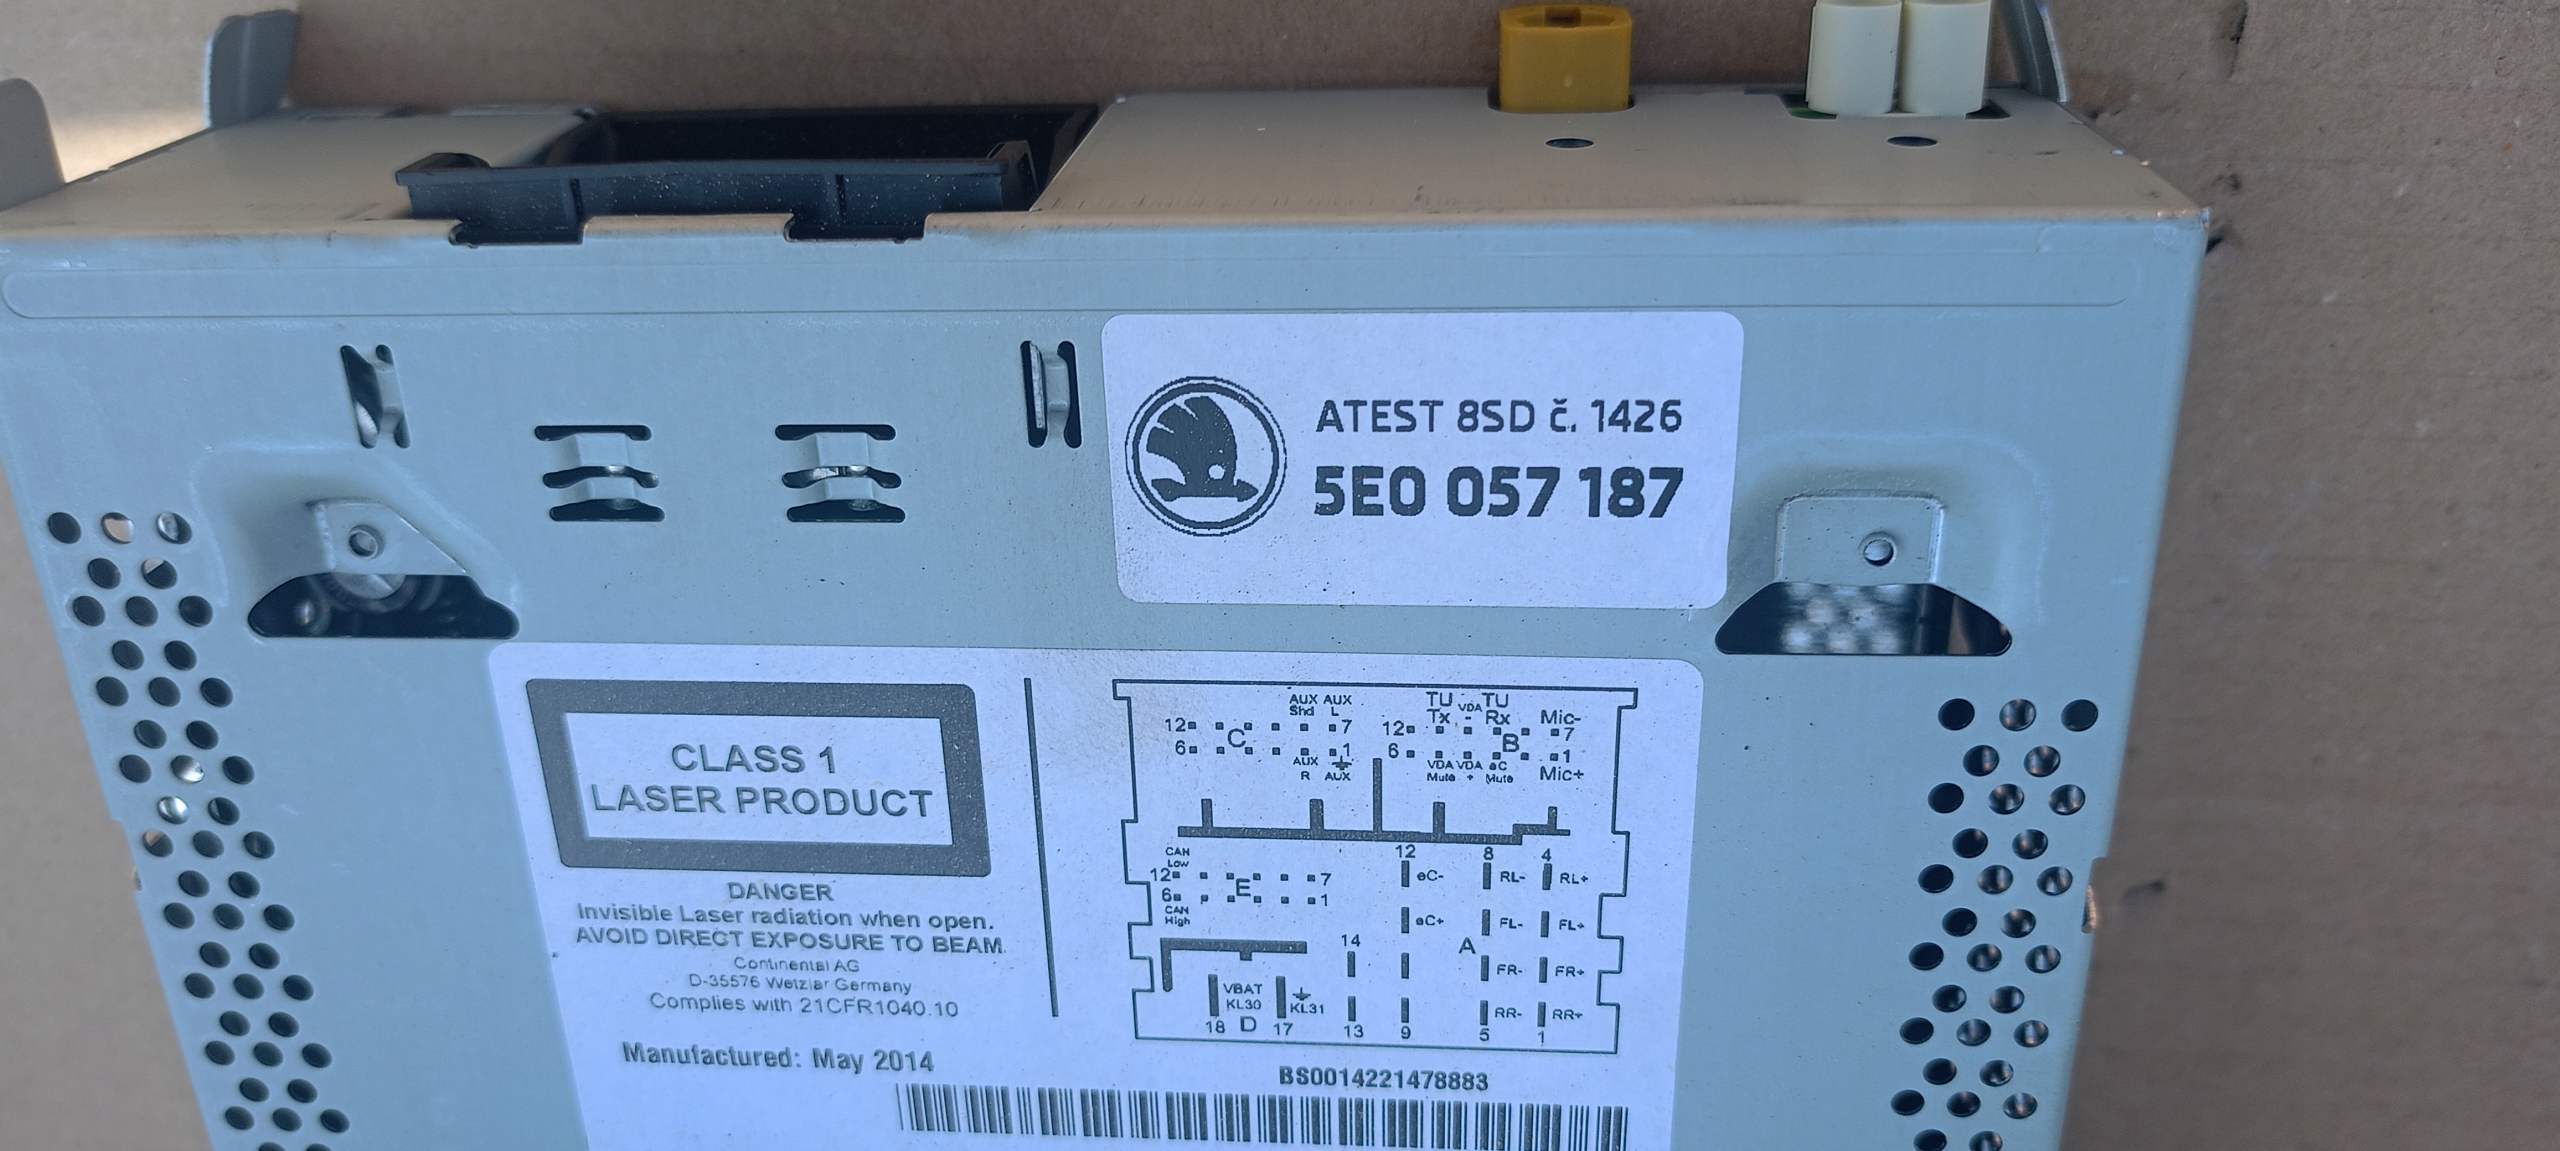 ATEST 8SD č. 1426
5E0 057 187
CLASS 1
LASER PRODUCT
DANGER
Invisible Laser radiation when open.
AVOID DIRECT EXPOSURE TO BEAM
Continental AG
D-35576 Wetzlar Germany
Complies with 21CFR1040.10
Manufactured: May 2014
AUX AUX
Shd L
12 7
C
6 1
AUX
R AUX
TU VDA TU
Tx - Rx Mic-
12 7
B
6 1
VDA VDA eC
Mute + Mute Mic+
CAN
Low
12 7
E
6 1
CAN
High
12 8 4
eC- RL- RL+
eC+ FL- FL+
14 A
FR- FR+
VBAT
KL30 KL31 RR- RR+
18 D 17 13 9 5 1
BS0014221478883